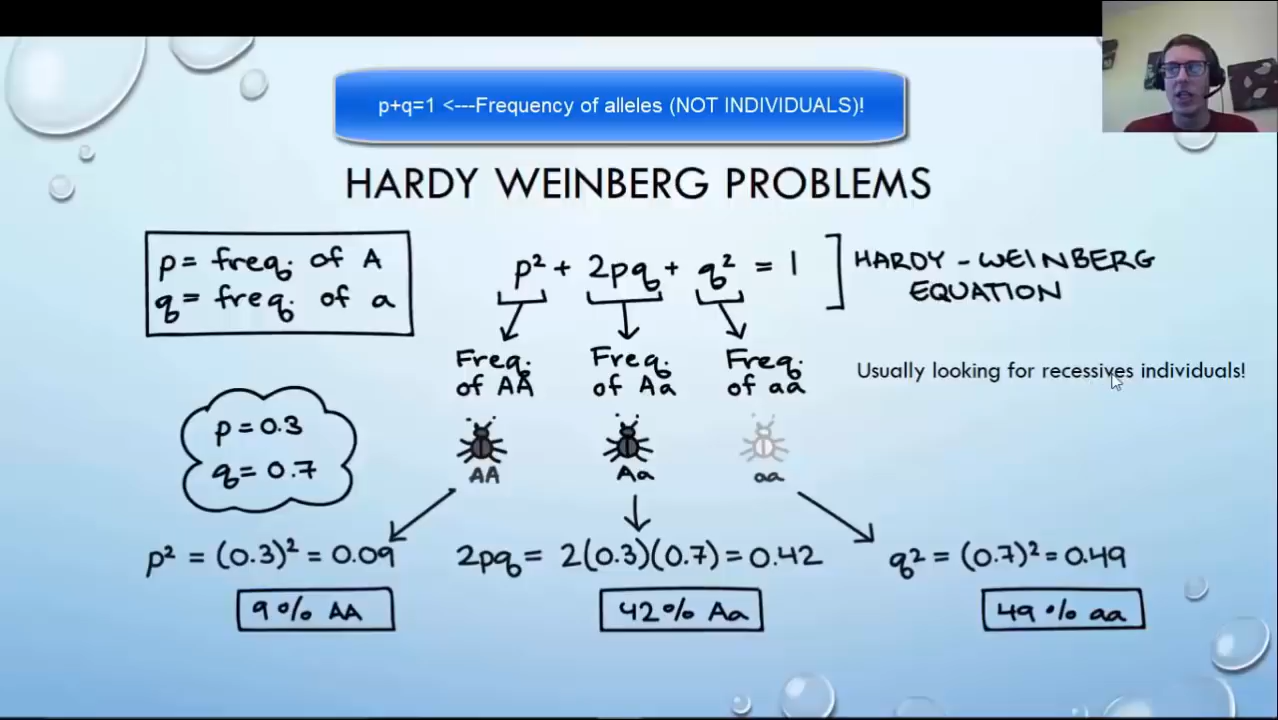 p+q=1 <---Frequency of alleles (NOT INDIVIDUALS)!
HARDY WEINBERG PROBLEMS
p = freq. of A
q = freq. of a
p² + 2pq + q² = 1
HARDY - WEINBERG
EQUATION
Freq. of AA
Freq. of Aa
Freq. of aa
Usually looking for recessives individuals!
p = 0.3
q = 0.7
AA
Aa
aa
p² = (0.3)² = 0.09
2pq = 2(0.3)(0.7) = 0.42
q² = (0.7)² = 0.49
9% AA
42% Aa
49% aa